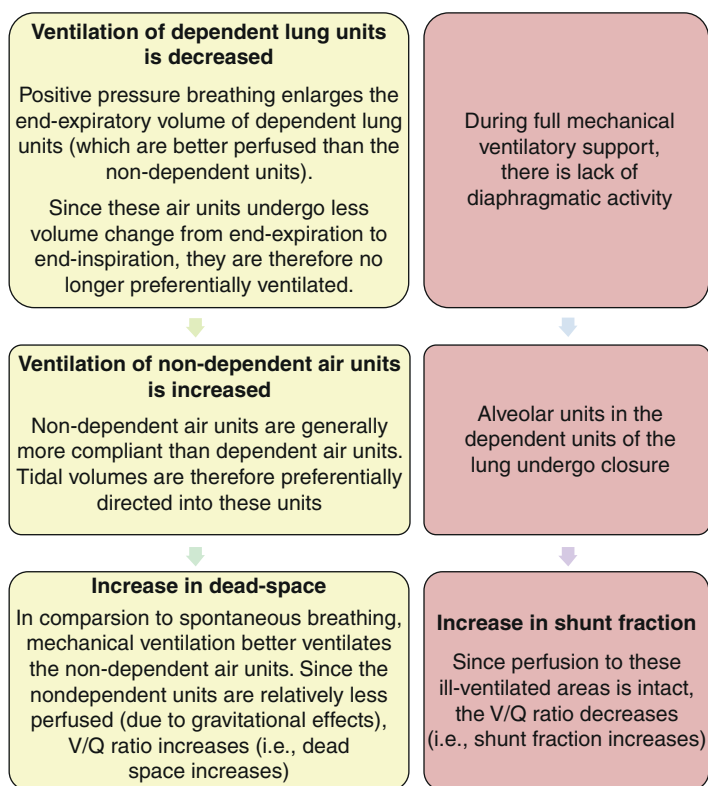 Ventilation of dependent lung units
is decreased
Positive pressure breathing enlarges the
end-expiratory volume of dependent lung
units (which are better perfused than the
non-dependent units).
Since these air units undergo less
volume change from end-expiration to
end-inspiration, they are therefore no
longer preferentially ventilated.
Ventilation of non-dependent air units
is increased
Non-dependent air units are generally
more compliant than dependent air units.
Tidal volumes are therefore preferentially
directed into these units
Increase in dead-space
In comparsion to spontaneous breathing,
mechanical ventilation better ventilates
the non-dependent air units. Since the
nondependent units are relatively less
perfused (due to gravitational effects),
V/Q ratio increases (i.e., dead
space increases)
During full mechanical
ventilatory support,
there is lack of
diaphragmatic activity
Alveolar units in the
dependent units of the
lung undergo closure
Increase in shunt fraction
Since perfusion to these
ill-ventilated areas is intact,
the V/Q ratio decreases
(i.e., shunt fraction increases)